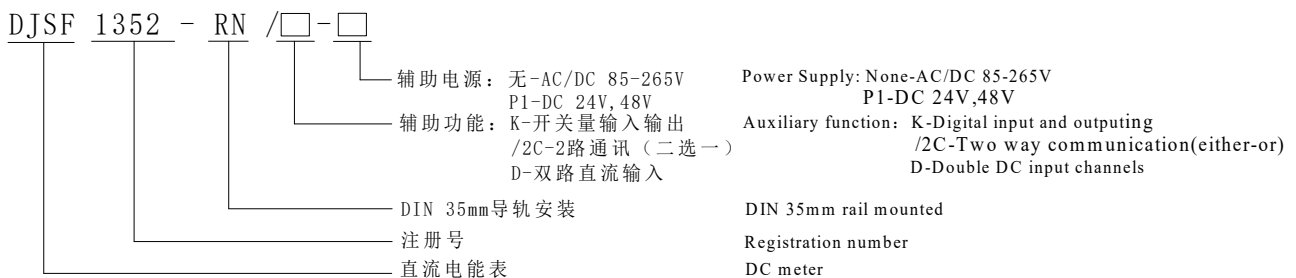 DJSF 1352 - RN /□-□
辅助电源：无-AC/DC 85-265V Power Supply: None-AC/DC 85-265V
P1-DC 24V,48V P1-DC 24V,48V
辅助功能：K-开关量输入输出 Auxiliary function：K-Digital input and outputing
/2C-2路通讯（二选一） /2C-Two way communication(either-or)
D-双路直流输入 D-Double DC input channels
DIN 35mm导轨安装 DIN 35mm rail mounted
注册号 Registration number
直流电能表 DC meter